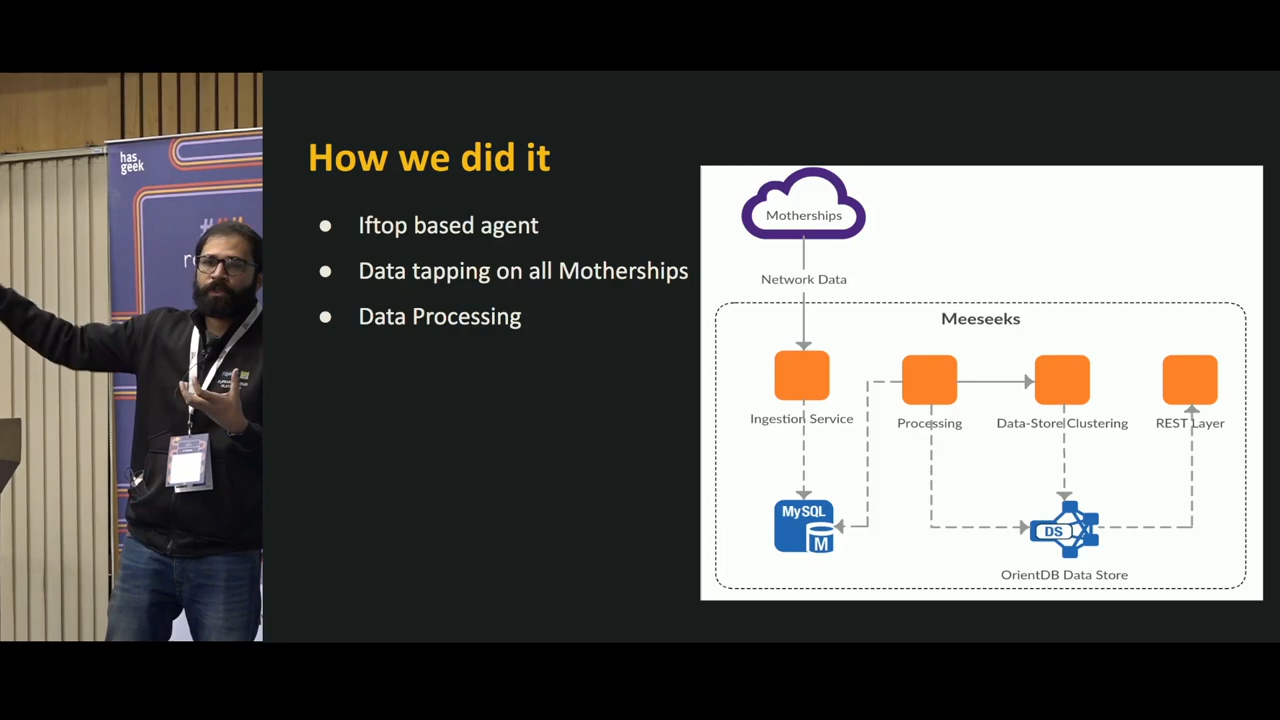 has
geek
How we did it
● Iftop based agent
● Data tapping on all Motherships
● Data Processing
Motherships
Network Data
Meeseeks
Ingestion Service
Processing
Data-Store Clustering
REST Layer
MySQL
M
DS
OrientDB Data Store